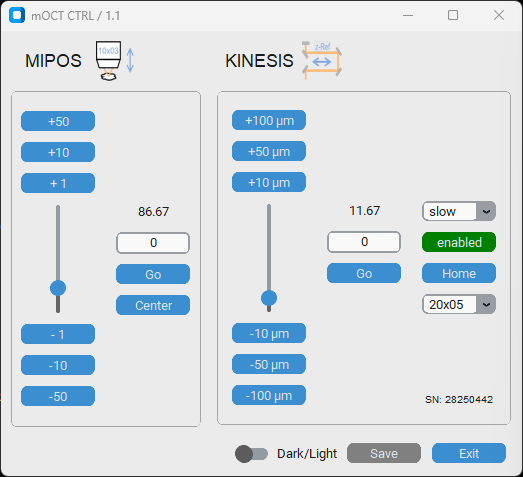 mOCT CTRL / 1.1
MIPOS
10x03
KINESIS
z-Ref
+50
+10
+ 1
86.67
0
Go
Center
- 1
-10
-50
+100 µm
+50 µm
+10 µm
11.67
0
Go
slow
enabled
Home
20x05
-10 µm
-50 µm
-100 µm
SN: 28250442
Dark/Light
Save
Exit